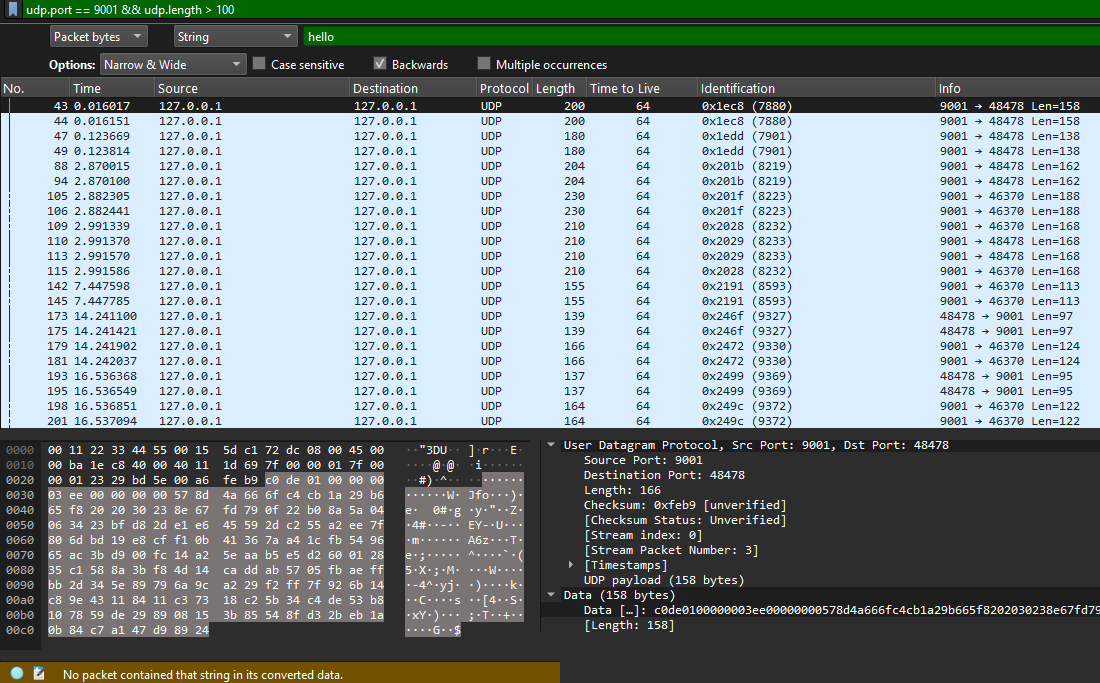 udp.port == 9001 && udp.length > 100
Packet bytes String hello
Options: Narrow & Wide Case sensitive Backwards Multiple occurrences
No. Time Source Destination Protocol Length Time to Live Identification Info
43 0.016017 127.0.0.1 127.0.0.1 UDP 200 64 0x1ec8 (7880) 9001 → 48478 Len=158
44 0.016151 127.0.0.1 127.0.0.1 UDP 200 64 0x1ec8 (7880) 9001 → 48478 Len=158
47 0.123669 127.0.0.1 127.0.0.1 UDP 180 64 0x1edd (7901) 9001 → 48478 Len=138
49 0.123814 127.0.0.1 127.0.0.1 UDP 180 64 0x1edd (7901) 9001 → 48478 Len=138
88 2.870015 127.0.0.1 127.0.0.1 UDP 204 64 0x201b (8219) 9001 → 48478 Len=162
94 2.870100 127.0.0.1 127.0.0.1 UDP 204 64 0x201b (8219) 9001 → 48478 Len=162
105 2.882305 127.0.0.1 127.0.0.1 UDP 230 64 0x201f (8223) 9001 → 46370 Len=188
106 2.882441 127.0.0.1 127.0.0.1 UDP 230 64 0x201f (8223) 9001 → 46370 Len=188
109 2.991339 127.0.0.1 127.0.0.1 UDP 210 64 0x2028 (8232) 9001 → 46370 Len=168
110 2.991370 127.0.0.1 127.0.0.1 UDP 210 64 0x2029 (8233) 9001 → 48478 Len=168
113 2.991570 127.0.0.1 127.0.0.1 UDP 210 64 0x2029 (8233) 9001 → 48478 Len=168
115 2.991586 127.0.0.1 127.0.0.1 UDP 210 64 0x2028 (8232) 9001 → 46370 Len=168
142 7.447598 127.0.0.1 127.0.0.1 UDP 155 64 0x2191 (8593) 9001 → 46370 Len=113
145 7.447785 127.0.0.1 127.0.0.1 UDP 155 64 0x2191 (8593) 9001 → 46370 Len=113
173 14.241100 127.0.0.1 127.0.0.1 UDP 139 64 0x246f (9327) 48478 → 9001 Len=97
175 14.241421 127.0.0.1 127.0.0.1 UDP 139 64 0x246f (9327) 48478 → 9001 Len=97
179 14.241902 127.0.0.1 127.0.0.1 UDP 166 64 0x2472 (9330) 9001 → 46370 Len=124
181 14.242037 127.0.0.1 127.0.0.1 UDP 166 64 0x2472 (9330) 9001 → 46370 Len=124
193 16.536368 127.0.0.1 127.0.0.1 UDP 137 64 0x2499 (9369) 48478 → 9001 Len=95
195 16.536549 127.0.0.1 127.0.0.1 UDP 137 64 0x2499 (9369) 48478 → 9001 Len=95
198 16.536851 127.0.0.1 127.0.0.1 UDP 164 64 0x249c (9372) 9001 → 46370 Len=122
201 16.537094 127.0.0.1 127.0.0.1 UDP 164 64 0x249c (9372) 9001 → 46370 Len=122
0000 00 11 22 33 44 55 00 15 5d c1 72 dc 08 00 45 00 ··"3DU·· ]·r···E·
0010 00 ba 1e c8 40 00 40 11 1d 69 7f 00 00 01 7f 00 ····@·@· ·i······
0020 00 01 23 29 bd 5e 00 a6 fe b9 c0 de 01 00 00 00 ··#)·^·· ········
0030 03 ee 00 00 00 00 57 8d 4a 66 6f c4 cb 1a 29 b6 ······W· Jfo···)·
0040 65 f8 20 20 30 23 8e 67 fd 79 0f 22 b0 8a 5a 04 e·  0#·g ·y·"··Z·
0050 06 34 23 bf d8 2d e1 e6 45 59 2d c2 55 a2 ee 7f ·4#··-·· EY-·U···
0060 80 6d bd 19 e8 cf f1 0b 41 36 7a a4 1c fb 54 96 ·m······ A6z···T·
0070 65 ac 3b d9 00 fc 14 a2 5e aa b5 e5 d2 60 01 28 e·;····· ^····`·(
0080 35 c1 58 8a 3b f8 4d 14 ca dd ab 57 05 fb ae ff 5·X·;·M· ···W····
0090 bb 2d 34 5e 89 79 6a 9c a2 29 f2 ff 7f 92 6b 14 ·-4^·yj· ·)····k·
00a0 c8 9e 43 11 84 11 c3 73 18 c2 5b 34 c4 de 53 b8 ··C····s ··[4··S·
00b0 10 78 59 de 29 89 08 15 3b 85 54 8f d3 2b eb 1a ·xY·)··· ;·T··+··
00c0 0b 84 c7 a1 47 d9 89 24 ····G··$
User Datagram Protocol, Src Port: 9001, Dst Port: 48478
Source Port: 9001
Destination Port: 48478
Length: 166
Checksum: 0xfeb9 [unverified]
[Checksum Status: Unverified]
[Stream index: 0]
[Stream Packet Number: 3]
[Timestamps]
UDP payload (158 bytes)
Data (158 bytes)
Data […]: c0de0100000003ee00000000578d4a666fc4cb1a29b665f8202030238e67fd79
[Length: 158]
No packet contained that string in its converted data.